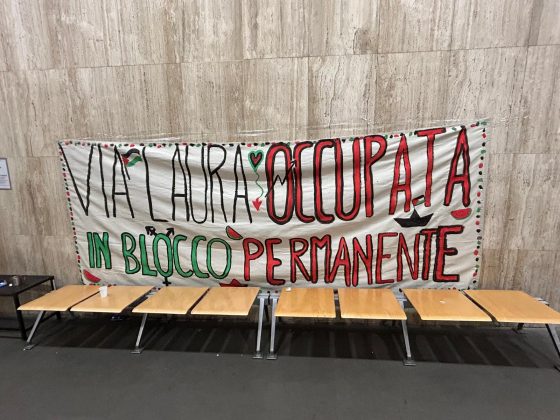 VIA LAURA OCCUPATA
IN BLOCCO PERMANENTE